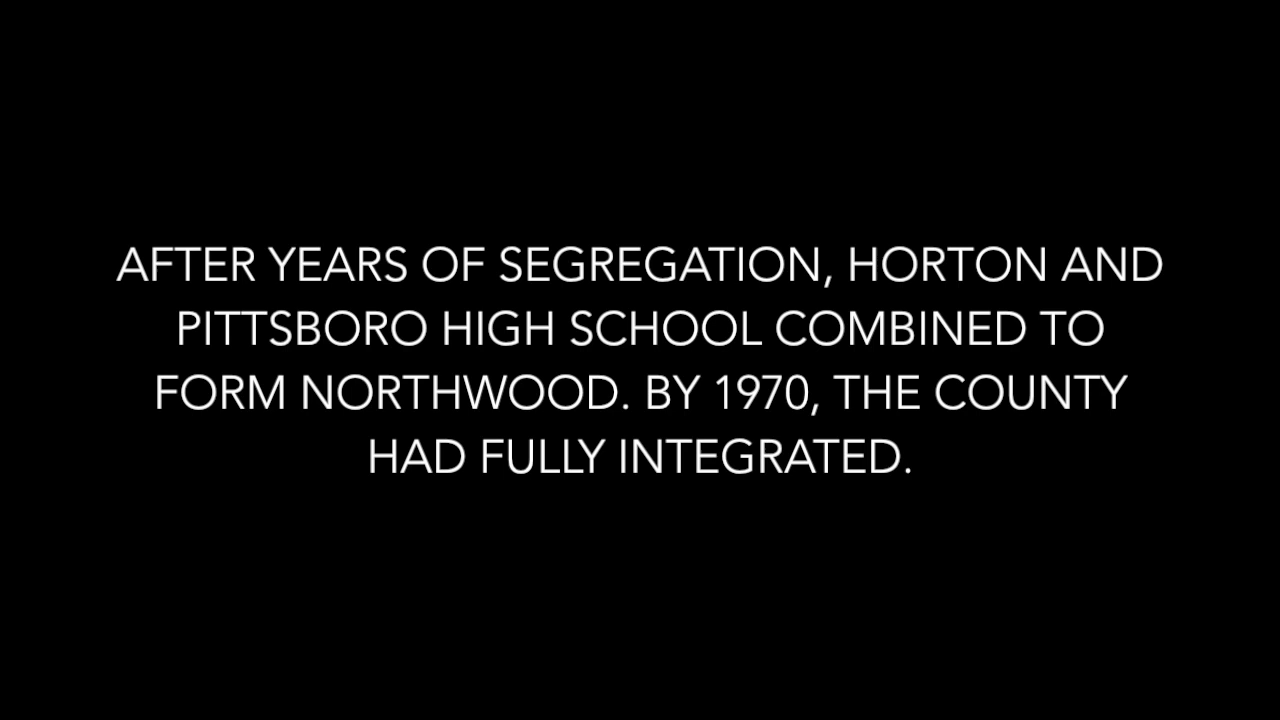 AFTER YEARS OF SEGREGATION, HORTON AND
PITTSBORO HIGH SCHOOL COMBINED TO
FORM NORTHWOOD. BY 1970, THE COUNTY
HAD FULLY INTEGRATED.